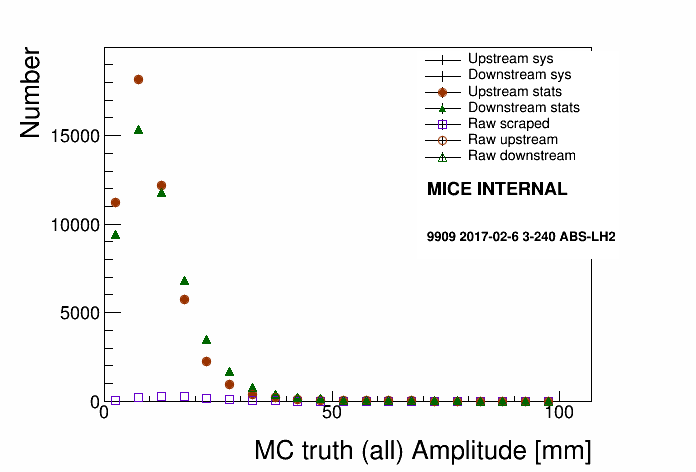 Number
15000
10000
5000
0
0
50
100
MC truth (all) Amplitude [mm]
Upstream sys
Downstream sys
Upstream stats
Downstream stats
Raw scraped
Raw upstream
Raw downstream
MICE INTERNAL
9909 2017-02-6 3-240 ABS-LH2